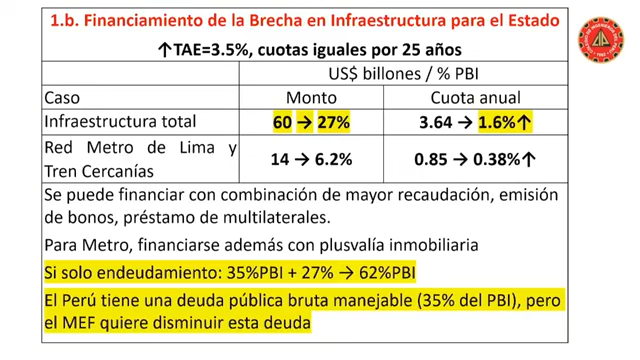 1.b. Financiamiento de la Brecha en Infraestructura para el Estado
↑TAE=3.5%, cuotas iguales por 25 años
US$ billones / % PBI
Caso Monto Cuota anual
Infraestructura total 60 → 27% 3.64 → 1.6%↑
Red Metro de Lima y
Tren Cercanías 14 → 6.2% 0.85 → 0.38%↑
Se puede financiar con combinación de mayor recaudación, emisión
de bonos, préstamo de multilaterales.
Para Metro, financiarse además con plusvalía inmobiliaria
Si solo endeudamiento: 35%PBI + 27% → 62%PBI
El Perú tiene una deuda pública bruta manejable (35% del PBI), pero
el MEF quiere disminuir esta deuda